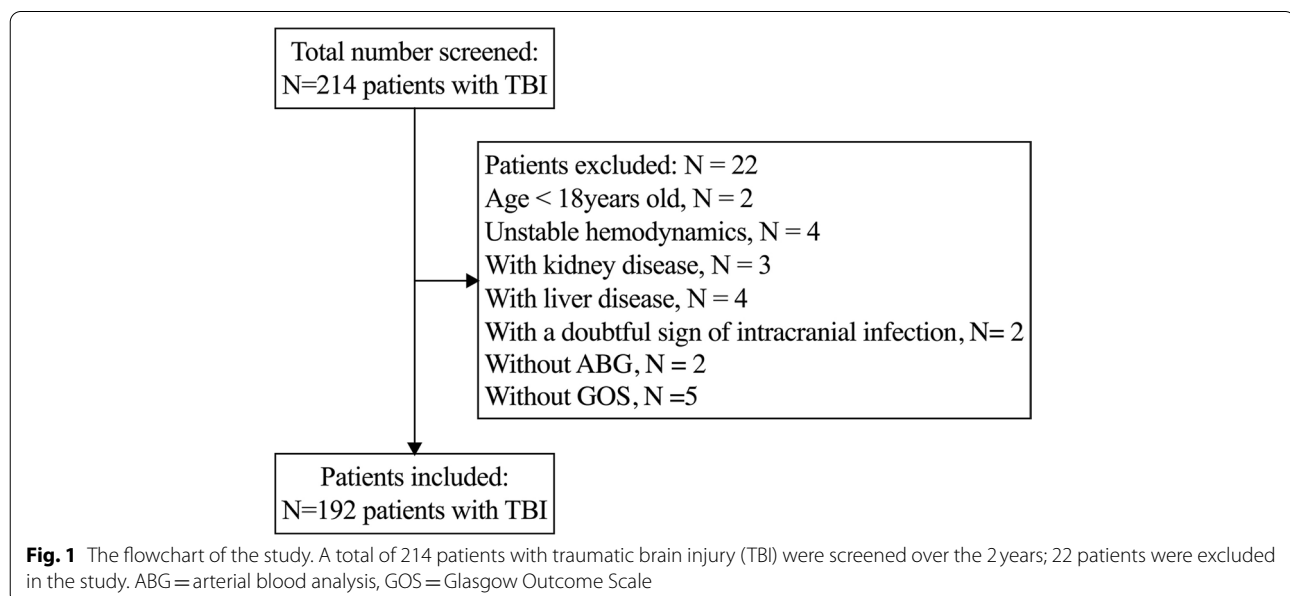 Total number screened:
N=214 patients with TBI
Patients excluded: N = 22
Age < 18years old, N = 2
Unstable hemodynamics, N = 4
With kidney disease, N = 3
With liver disease, N = 4
With a doubtful sign of intracranial infection, N= 2
Without ABG, N = 2
Without GOS, N =5
Patients included:
N=192 patients with TBI
Fig. 1 The flowchart of the study. A total of 214 patients with traumatic brain injury (TBI) were screened over the 2 years; 22 patients were excluded
in the study. ABG = arterial blood analysis, GOS = Glasgow Outcome Scale